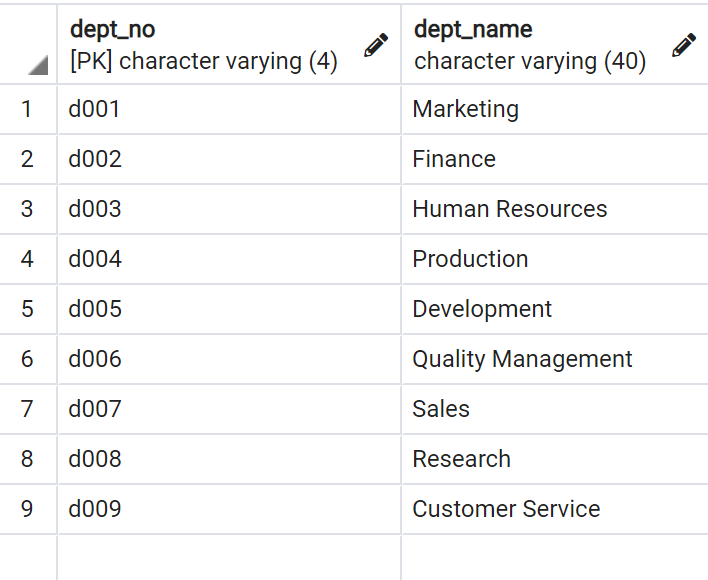 dept_no dept_name
[PK] character varying (4) character varying (40)
1 d001 Marketing
2 d002 Finance
3 d003 Human Resources
4 d004 Production
5 d005 Development
6 d006 Quality Management
7 d007 Sales
8 d008 Research
9 d009 Customer Service